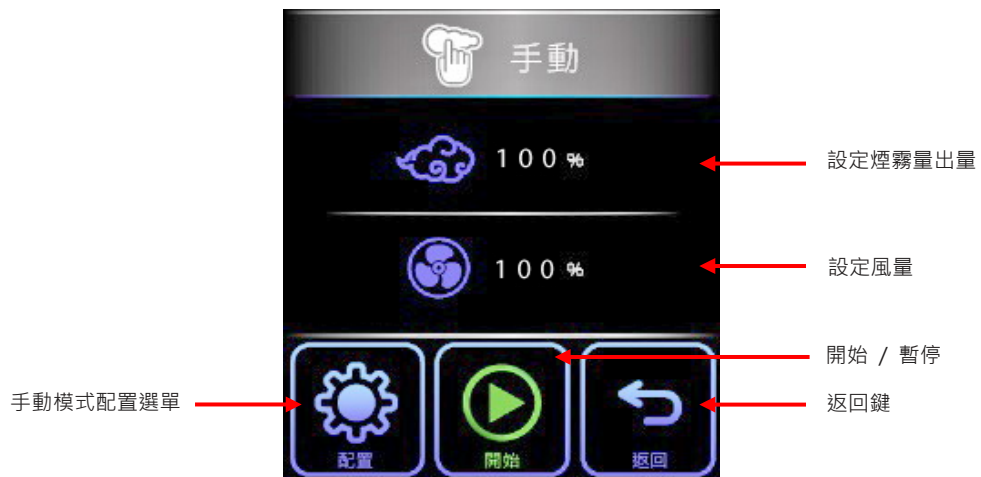 手動
100%
設定煙霧量出量
100%
設定風量
開始 / 暫停
手動模式配置選單
返回鍵
配置
開始
返回